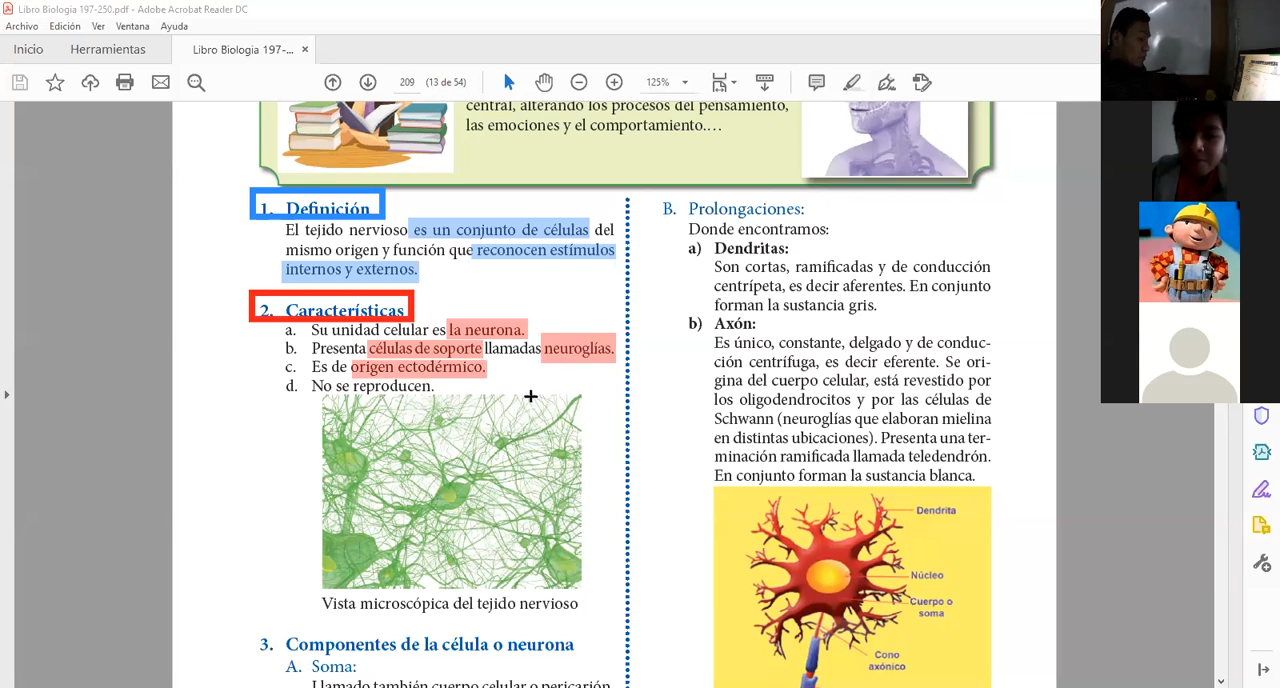 Libro Biologia 197-250.pdf - Adobe Acrobat Reader DC
Archivo Edición Ver Ventana Ayuda
Inicio Herramientas Libro Biologia 197-... ×
209 (13 de 54) 125%
central, alterando los procesos del pensamiento,
las emociones y el comportamiento.…
1. Definición
El tejido nervioso es un conjunto de células del
mismo origen y función que reconocen estímulos
internos y externos.
2. Características
a. Su unidad celular es la neurona.
b. Presenta células de soporte llamadas neuroglías.
c. Es de origen ectodérmico.
d. No se reproducen.
Vista microscópica del tejido nervioso
3. Componentes de la célula o neurona
A. Soma:
Llamado también cuerpo celular o pericarión,
B. Prolongaciones:
Donde encontramos:
a) Dendritas:
Son cortas, ramificadas y de conducción
centrípeta, es decir aferentes. En conjunto
forman la sustancia gris.
b) Axón:
Es único, constante, delgado y de conduc-
ción centrífuga, es decir eferente. Se ori-
gina del cuerpo celular, está revestido por
los oligodendrocitos y por las células de
Schwann (neuroglías que elaboran mielina
en distintas ubicaciones). Presenta una ter-
minación ramificada llamada teledendrón.
En conjunto forman la sustancia blanca.
Dendrita
Núcleo
Cuerpo o
soma
Cono
axónico